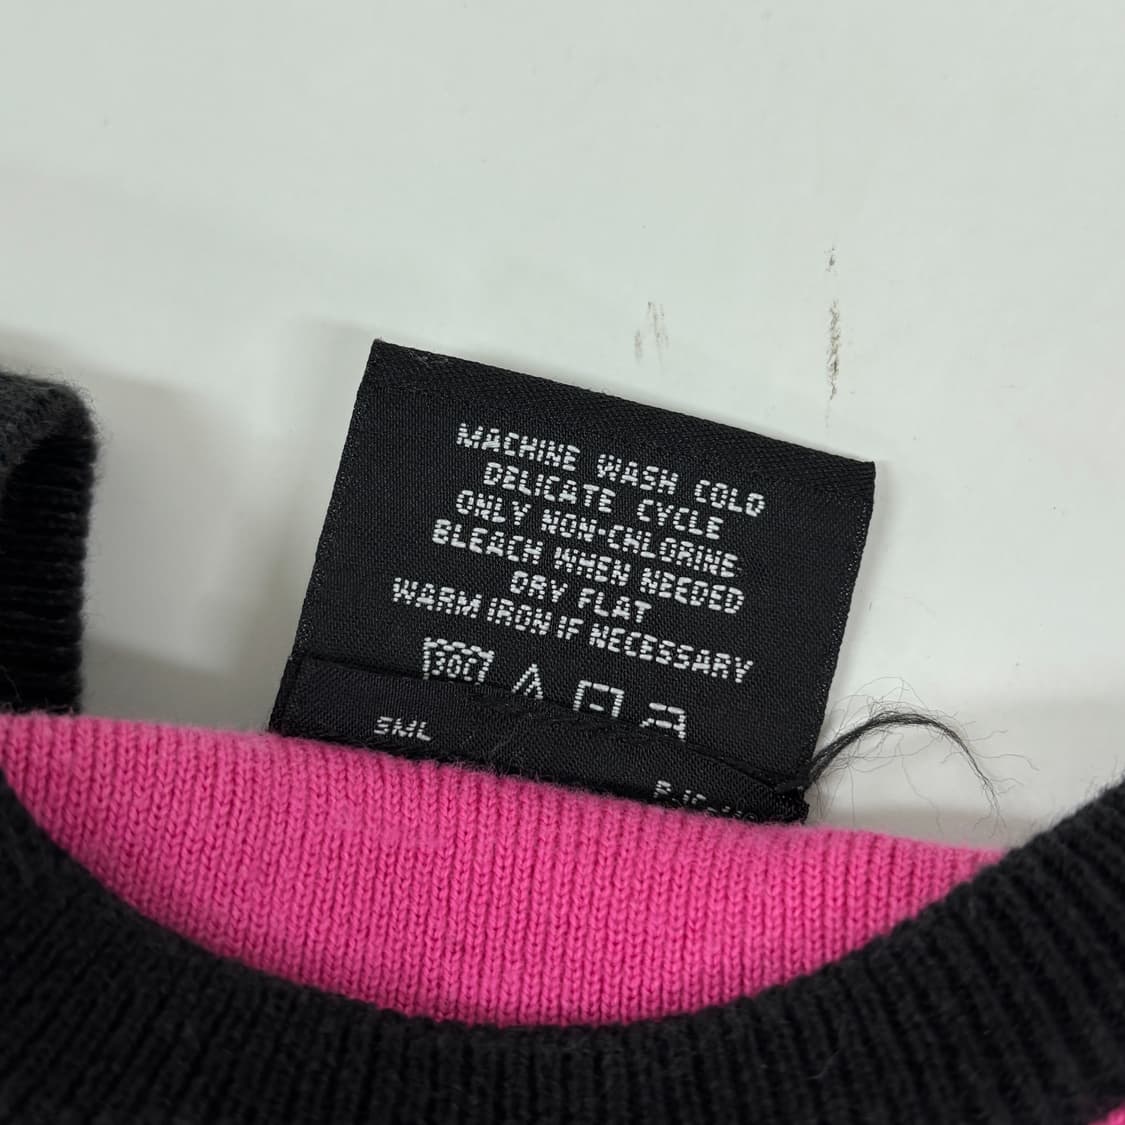 MACHINE WASH COLD
DELICATE CYCLE
ONLY NON-CHLORINE
BLEACH WHEN NEEDED
DRY FLAT
WARM IRON IF NECESSARY
30C
SML